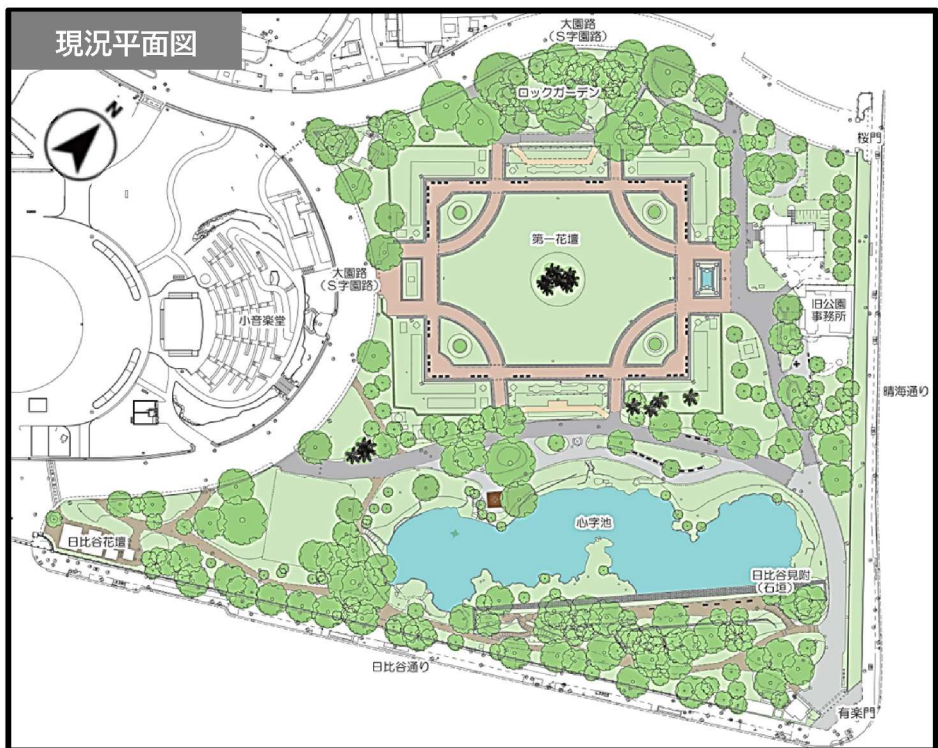 現況平面図
大園路
(S字園路)
ロックガーデン
N
桜門
第一花壇
大園路
(S字園路)
旧公園
事務所
小音楽堂
晴海通り
心字池
日比谷花壇
日比谷見附
(石垣)
日比谷通り
有楽門